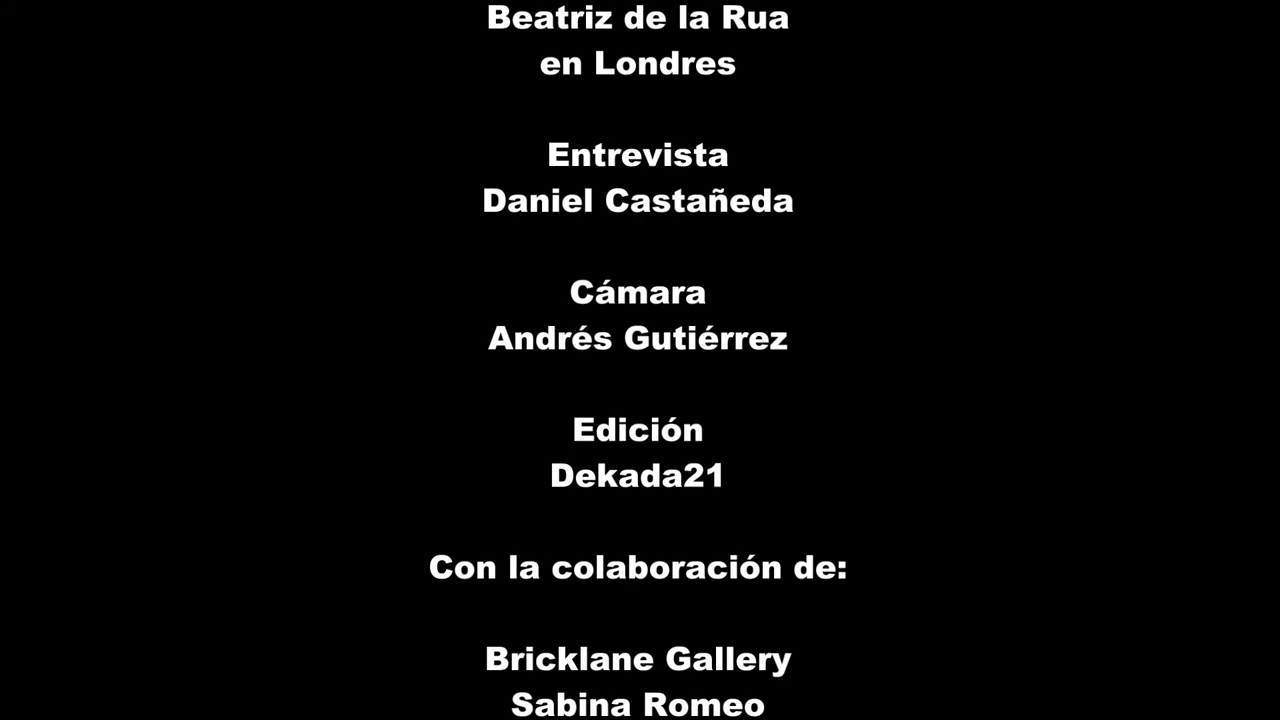 Beatriz de la Rua
en Londres
Entrevista
Daniel Castañeda
Cámara
Andrés Gutiérrez
Edición
Dekada21
Con la colaboración de:
Bricklane Gallery
Sabina Romeo